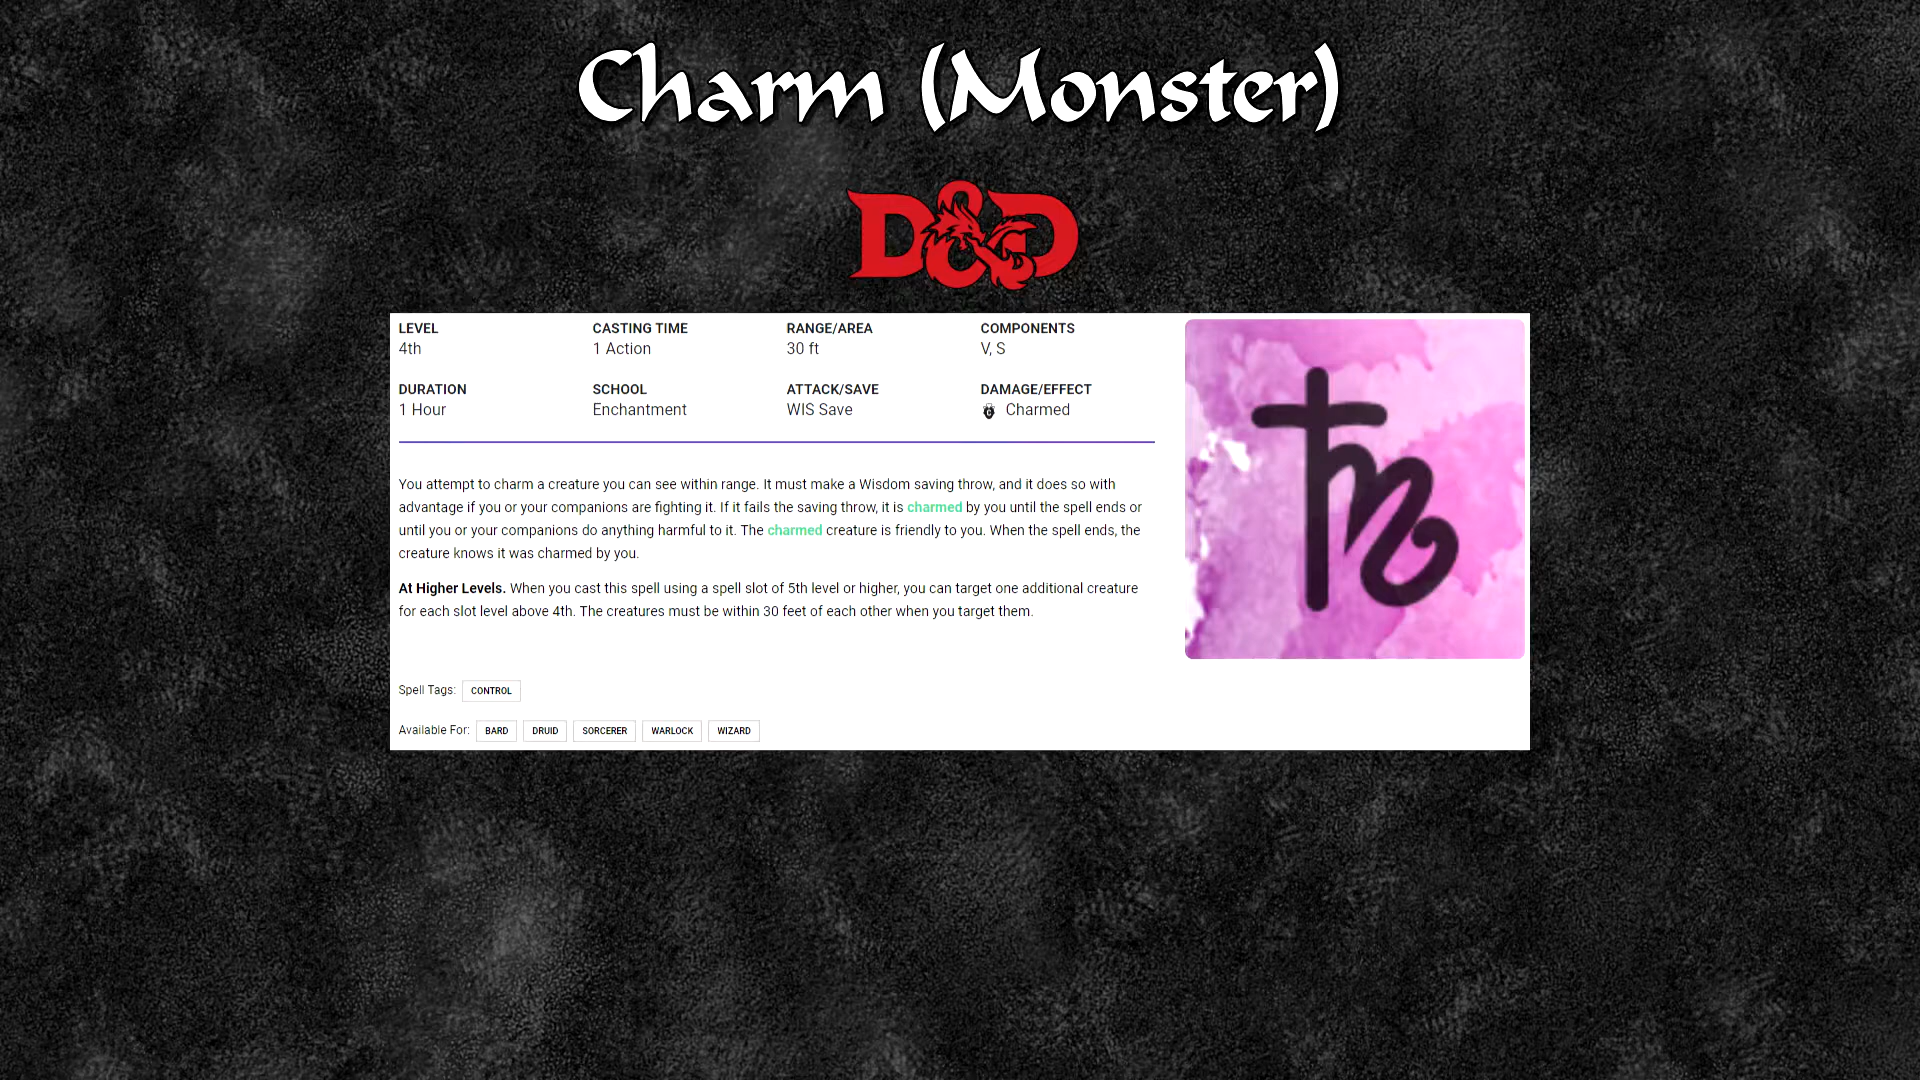 Charm (Monster)
D&D
LEVEL CASTING TIME RANGE/AREA COMPONENTS
4th 1 Action 30 ft V, S
DURATION SCHOOL ATTACK/SAVE DAMAGE/EFFECT
1 Hour Enchantment WIS Save Charmed
You attempt to charm a creature you can see within range. It must make a Wisdom saving throw, and it does so with
advantage if you or your companions are fighting it. If it fails the saving throw, it is charmed by you until the spell ends or
until you or your companions do anything harmful to it. The charmed creature is friendly to you. When the spell ends, the
creature knows it was charmed by you.
At Higher Levels. When you cast this spell using a spell slot of 5th level or higher, you can target one additional creature
for each slot level above 4th. The creatures must be within 30 feet of each other when you target them.
Spell Tags: CONTROL
Available For: BARD DRUID SORCERER WARLOCK WIZARD